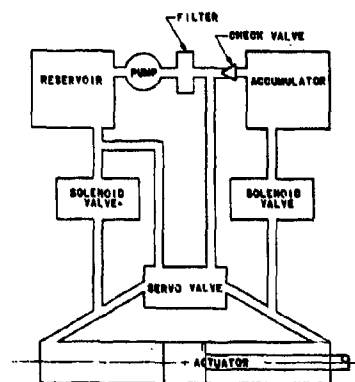 FILTER
CHECK VALVE
RESERVOIR
PUMP
ACCUMULATOR
SOLENOID
VALVE
SOLENOID
VALVE
SERVO VALVE
ACTUATOR